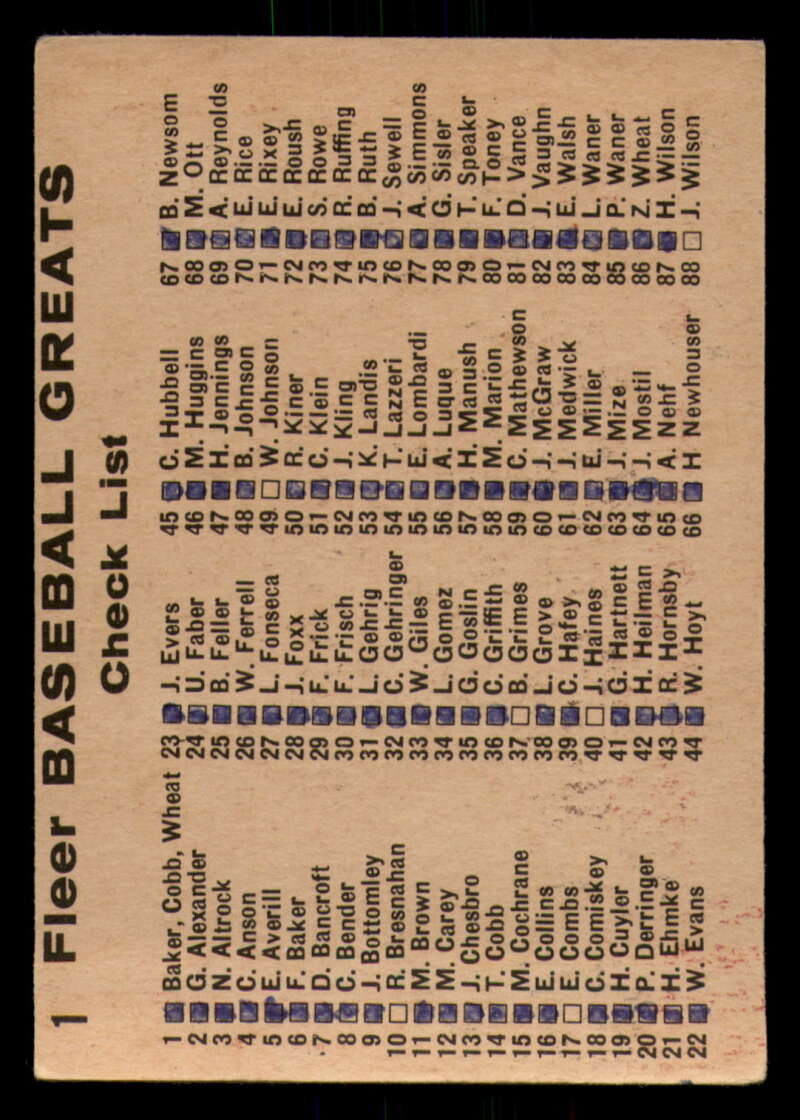 1 Fleer BASEBALL GREATS
Check List
1 Baker, Cobb, Wheat
2 G. Alexander
3 N. Altrock
4 C. Anson
5 E. Averill
6 F. Baker
7 D. Bancroft
8 C. Bender
9 J. Bottomley
10 R. Bresnahan
11 M. Brown
12 M. Carey
13 J. Chesbro
14 T. Cobb
15 M. Cochrane
16 E. Collins
17 E. Combs
18 C. Comiskey
19 H. Cuyler
20 P. Derringer
21 H. Ehmke
22 W. Evans
23 J. Evers
24 U. Faber
25 B. Feller
26 W. Ferrell
27 L. Fonseca
28 J. Foxx
29 F. Frick
30 F. Frisch
31 L. Gehrig
32 C. Gehringer
33 W. Giles
34 L. Gomez
35 G. Goslin
36 C. Griffith
37 B. Grimes
38 L. Grove
39 C. Hafey
40 J. Haines
41 G. Hartnett
42 H. Heilman
43 R. Hornsby
44 W. Hoyt
45 C. Hubbell
46 M. Huggins
47 H. Jennings
48 B. Johnson
49 W. Johnson
50 R. Kiner
51 C. Klein
52 J. Kling
53 K. Landis
54 T. Lazzeri
55 E. Lombardi
56 A. Luque
57 H. Manush
58 M. Marion
59 C. Mathewson
60 J. McGraw
61 J. Medwick
62 E. Miller
63 J. Mize
64 J. Mostil
65 A. Nehf
66 H Newhouser
67 B. Newsom
68 M. Ott
69 A. Reynolds
70 E. Rice
71 E. Rixey
72 E. Roush
73 S. Rowe
74 R. Ruffing
75 B. Ruth
76 J. Sewell
77 A. Simmons
78 G. Sisler
79 T. Speaker
80 F. Toney
81 D. Vance
82 J. Vaughn
83 E. Walsh
84 L. Waner
85 P. Waner
86 Z. Wheat
87 H. Wilson
88 J. Wilson